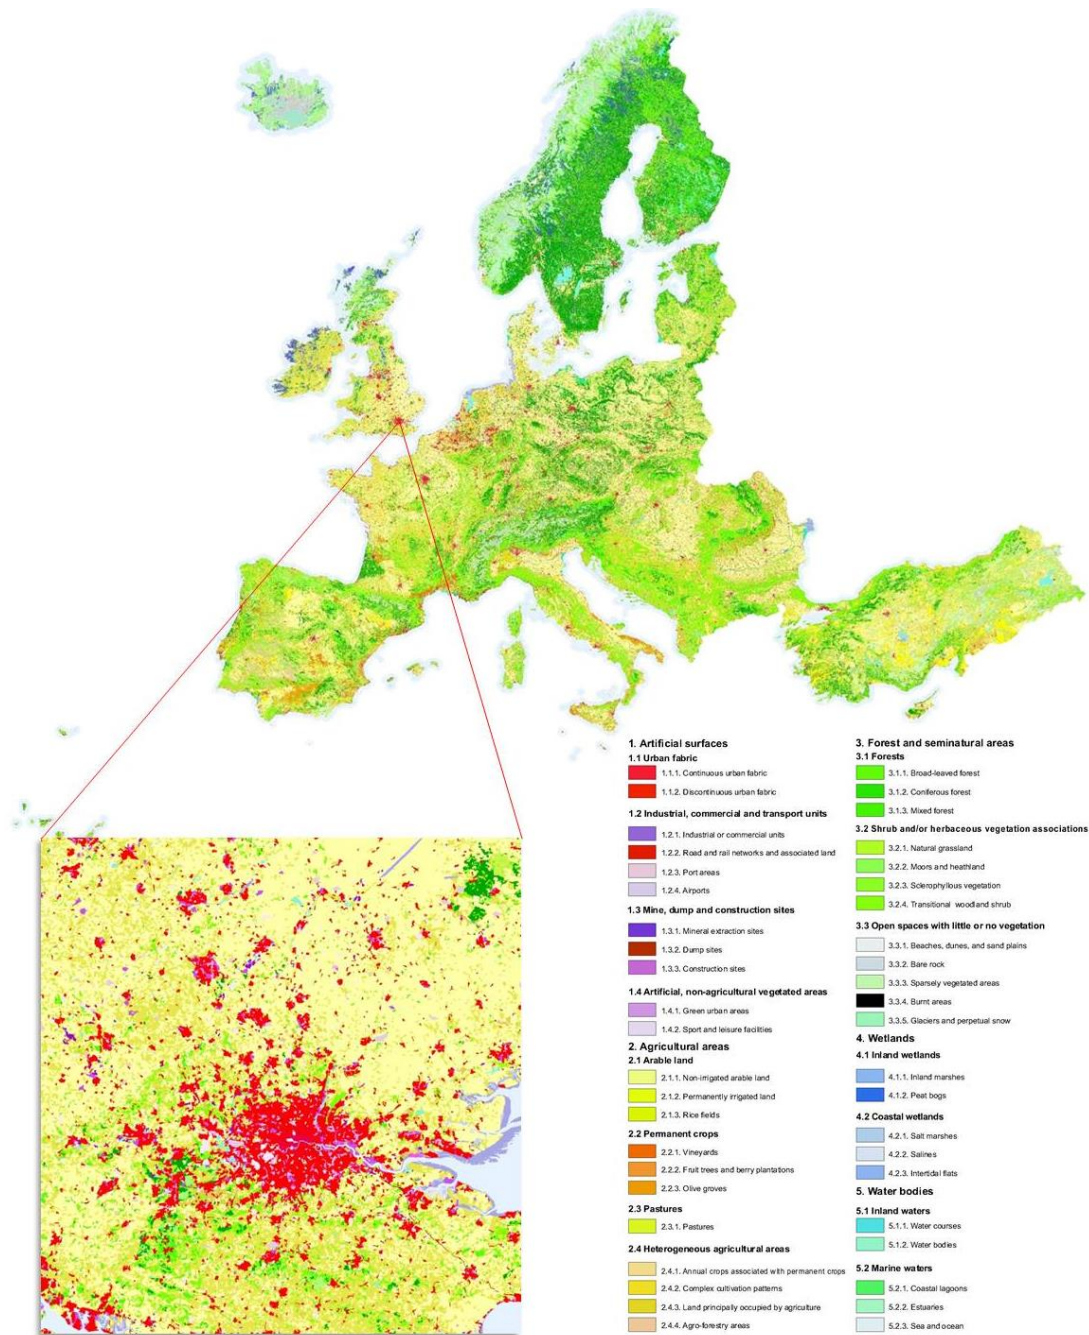 1. Artificial surfaces
1.1 Urban fabric
1.1.1. Continuous urban fabric
1.1.2. Discontinuous urban fabric
1.2 Industrial, commercial and transport units
1.2.1. Industrial or commercial units
1.2.2. Road and rail networks and associated land
1.2.3. Port areas
1.2.4. Airports
1.3 Mine, dump and construction sites
1.3.1. Mineral extraction sites
1.3.2. Dump sites
1.3.3. Construction sites
1.4 Artificial, non-agricultural vegetated areas
1.4.1. Green urban areas
1.4.2. Sport and leisure facilities
2. Agricultural areas
2.1 Arable land
2.1.1. Non-irrigated arable land
2.1.2. Permanently irrigated land
2.1.3. Rice fields
2.2 Permanent crops
2.2.1. Vineyards
2.2.2. Fruit trees and berry plantations
2.2.3. Olive groves
2.3 Pastures
2.3.1. Pastures
2.4 Heterogeneous agricultural areas
2.4.1. Annual crops associated with permanent crops
2.4.2. Complex cultivation patterns
2.4.3. Land principally occupied by agriculture
2.4.4. Agro-forestry areas
3. Forest and seminatural areas
3.1 Forests
3.1.1. Broad-leaved forest
3.1.2. Coniferous forest
3.1.3. Mixed forest
3.2 Shrub and/or herbaceous vegetation associations
3.2.1. Natural grassland
3.2.2. Moors and heathland
3.2.3. Sclerophyllous vegetation
3.2.4. Transitional woodland shrub
3.3 Open spaces with little or no vegetation
3.3.1. Beaches, dunes, and sand plains
3.3.2. Bare rock
3.3.3. Sparsely vegetated areas
3.3.4. Burnt areas
3.3.5. Glaciers and perpetual snow
4. Wetlands
4.1 Inland wetlands
4.1.1. Inland marshes
4.1.2. Peat bogs
4.2 Coastal wetlands
4.2.1. Salt marshes
4.2.2. Salines
4.2.3. Intertidal flats
5. Water bodies
5.1 Inland waters
5.1.1. Water courses
5.1.2. Water bodies
5.2 Marine waters
5.2.1. Coastal lagoons
5.2.2. Estuaries
5.2.3. Sea and ocean